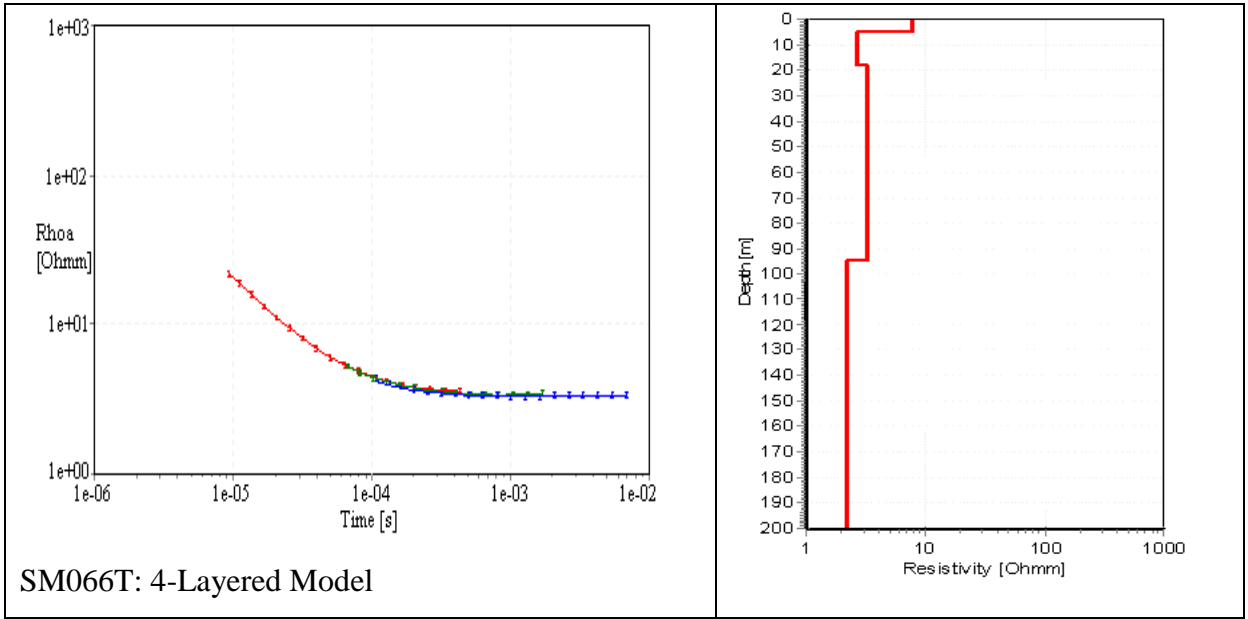 1e+03
1e+02
Rhoa
[Ohmm]
1e+01
1e+00
1e-06 1e-05 1e-04 1e-03 1e-02
Time [s]
SM066T: 4-Layered Model
0
10
20
30
40
50
60
70
80
90
100
110
120
130
140
150
160
170
180
190
200
Depth [m]
1 10 100 1000
Resistivity [Ohmm]